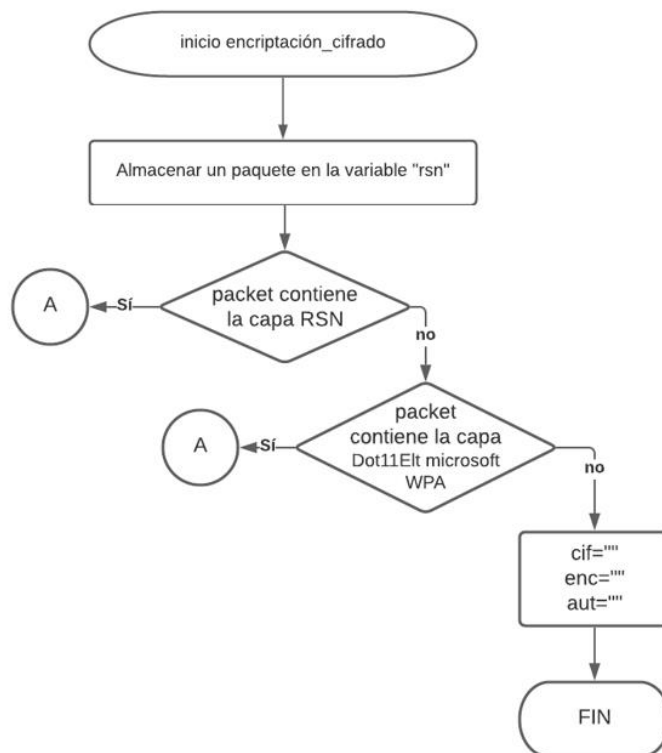 inicio encriptación_cifrado
Almacenar un paquete en la variable "rsn"
packet contiene
la capa RSN
A
Sí
no
packet
contiene la capa
Dot11Elt microsoft
WPA
A
Sí
no
cif=""
enc=""
aut=""
FIN